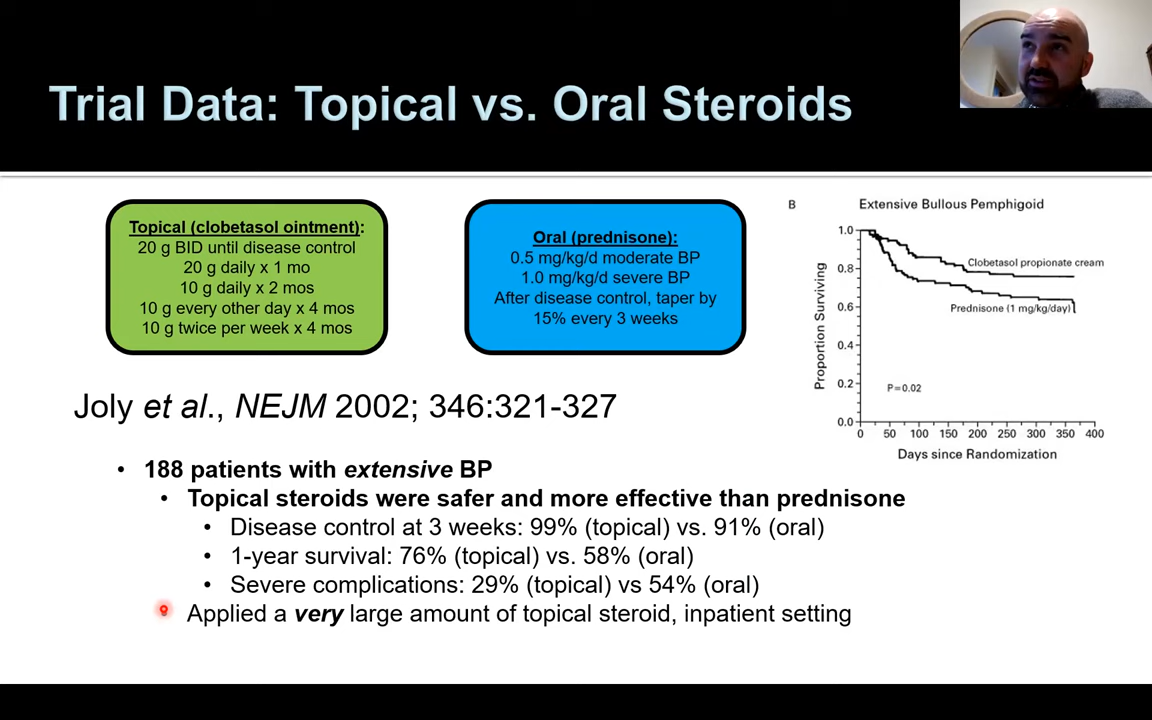 Trial Data: Topical vs. Oral Steroids
Topical (clobetasol ointment):
20 g BID until disease control
20 g daily x 1 mo
10 g daily x 2 mos
10 g every other day x 4 mos
10 g twice per week x 4 mos
Oral (prednisone):
0.5 mg/kg/d moderate BP
1.0 mg/kg/d severe BP
After disease control, taper by
15% every 3 weeks
B Extensive Bullous Pemphigoid
Proportion Surviving
1.0
0.8
0.6
0.4
0.2
0.0
Clobetasol propionate cream
Prednisone (1 mg/kg/day)
P=0.02
0 50 100 150 200 250 300 350 400
Days since Randomization
Joly et al., NEJM 2002; 346:321-327
• 188 patients with extensive BP
• Topical steroids were safer and more effective than prednisone
• Disease control at 3 weeks: 99% (topical) vs. 91% (oral)
• 1-year survival: 76% (topical) vs. 58% (oral)
• Severe complications: 29% (topical) vs 54% (oral)
Applied a very large amount of topical steroid, inpatient setting